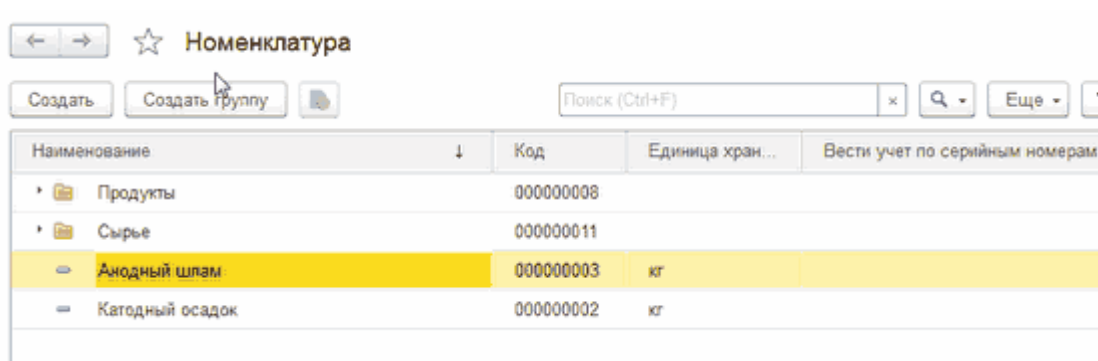 Номенклатура
Создать Создать группу Поиск (Ctrl+F) × Еще
Наименование ↓ Код Единица хран... Вести учет по серийным номерам
Продукты 000000008
Сырье 000000011
Анодный шлам 000000003 кг
Катодный осадок 000000002 кг